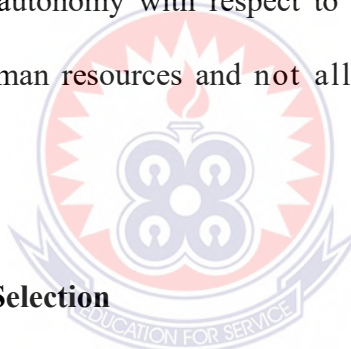 autonomy with respect to
man resources and not all
Selection
EDUCATION FOR SERVICE